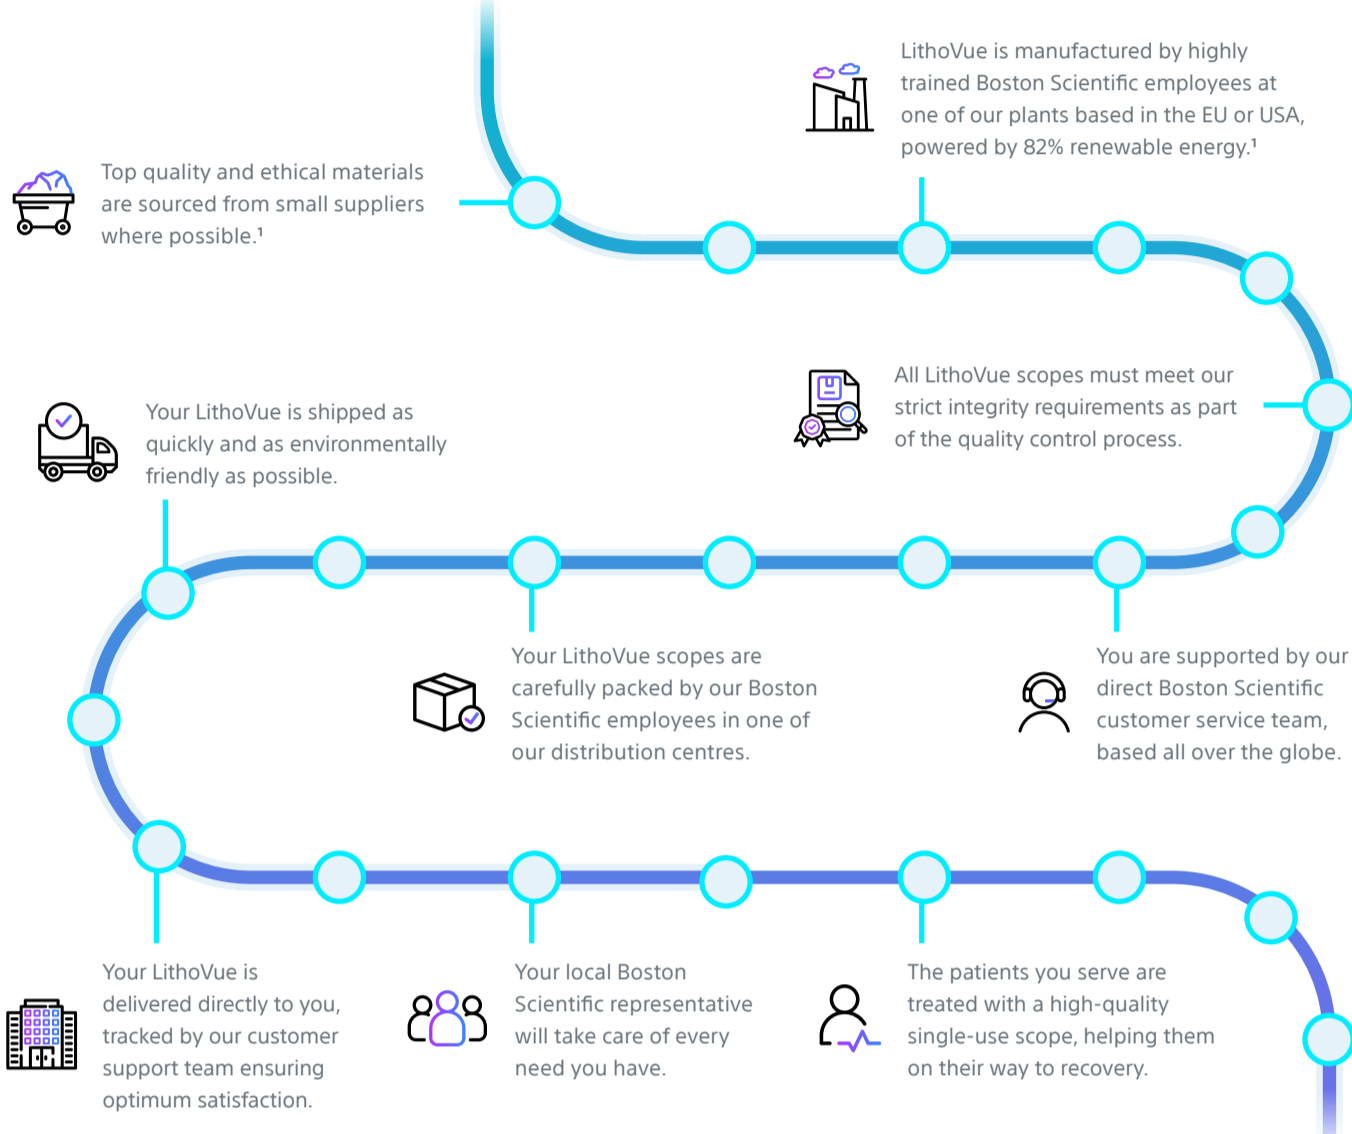 Top quality and ethical materials
are sourced from small suppliers
where possible.¹
LithoVue is manufactured by highly
trained Boston Scientific employees at
one of our plants based in the EU or USA,
powered by 82% renewable energy.¹
All LithoVue scopes must meet our
strict integrity requirements as part
of the quality control process.
You are supported by our
direct Boston Scientific
customer service team,
based all over the globe.
Your LithoVue scopes are
carefully packed by our Boston
Scientific employees in one of
our distribution centres.
Your LithoVue is shipped as
quickly and as environmentally
friendly as possible.
Your LithoVue is
delivered directly to you,
tracked by our customer
support team ensuring
optimum satisfaction.
Your local Boston
Scientific representative
will take care of every
need you have.
The patients you serve are
treated with a high-quality
single-use scope, helping them
on their way to recovery.